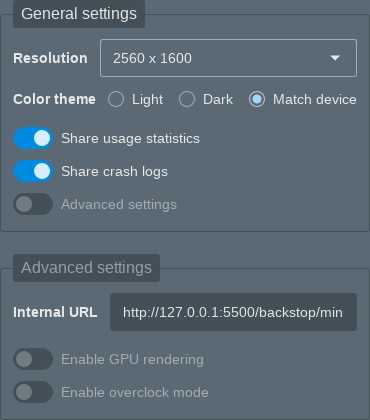 General settings
Resolution 2560 x 1600
Color theme Light Dark Match device
Share usage statistics
Share crash logs
Advanced settings
Advanced settings
Internal URL http://127.0.0.1:5500/backstop/min
Enable GPU rendering
Enable overclock mode